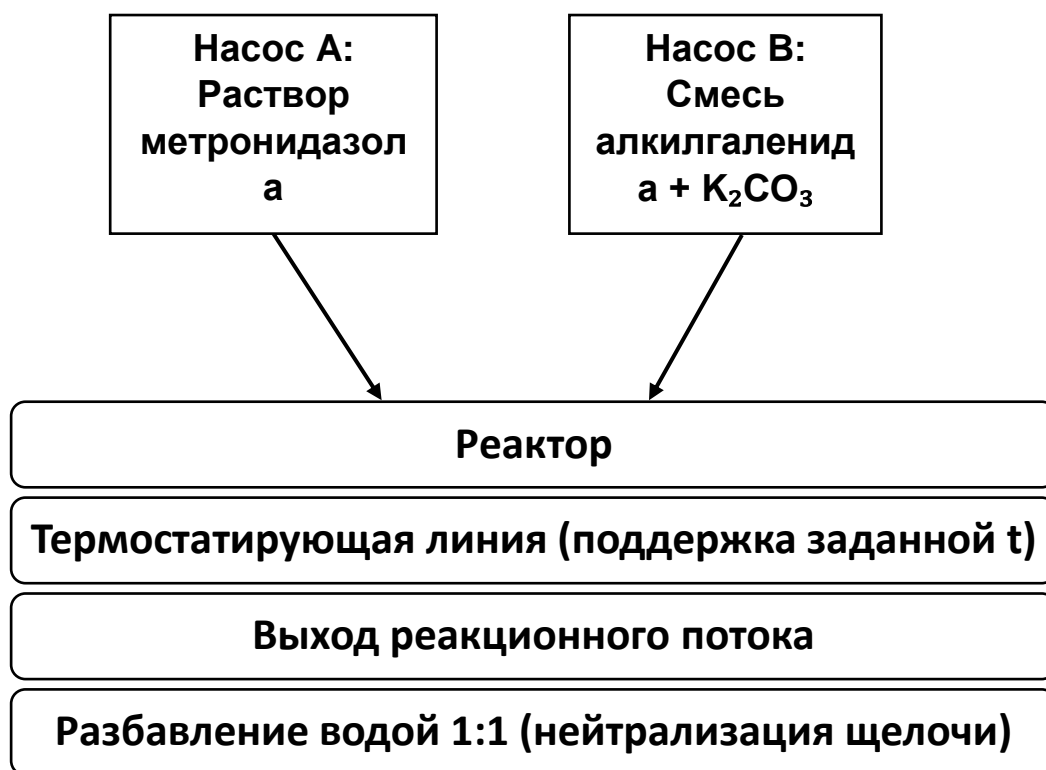 Насос А:
Раствор
метронидазол
а
Насос В:
Смесь
алкилгаленид
а + K₂CO₃
Реактор
Термостатирующая линия (поддержка заданной t)
Выход реакционного потока
Разбавление водой 1:1 (нейтрализация щелочи)